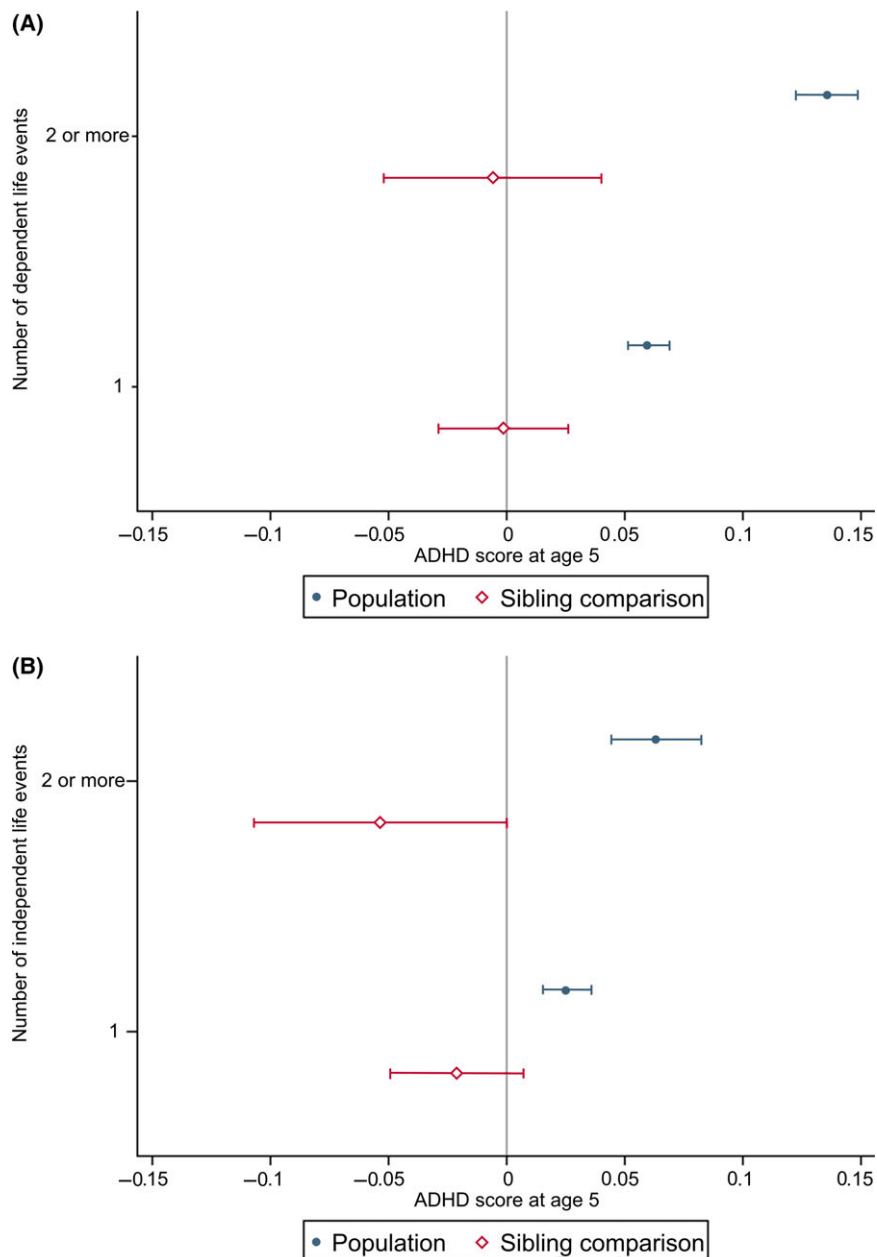 (A)
Number of dependent life events
2 or more
1
–0.15 –0.1 –0.05 0 0.05 0.1 0.15
ADHD score at age 5
Population Sibling comparison
(B)
Number of independent life events
2 or more
1
–0.15 –0.1 –0.05 0 0.05 0.1 0.15
ADHD score at age 5
Population Sibling comparison